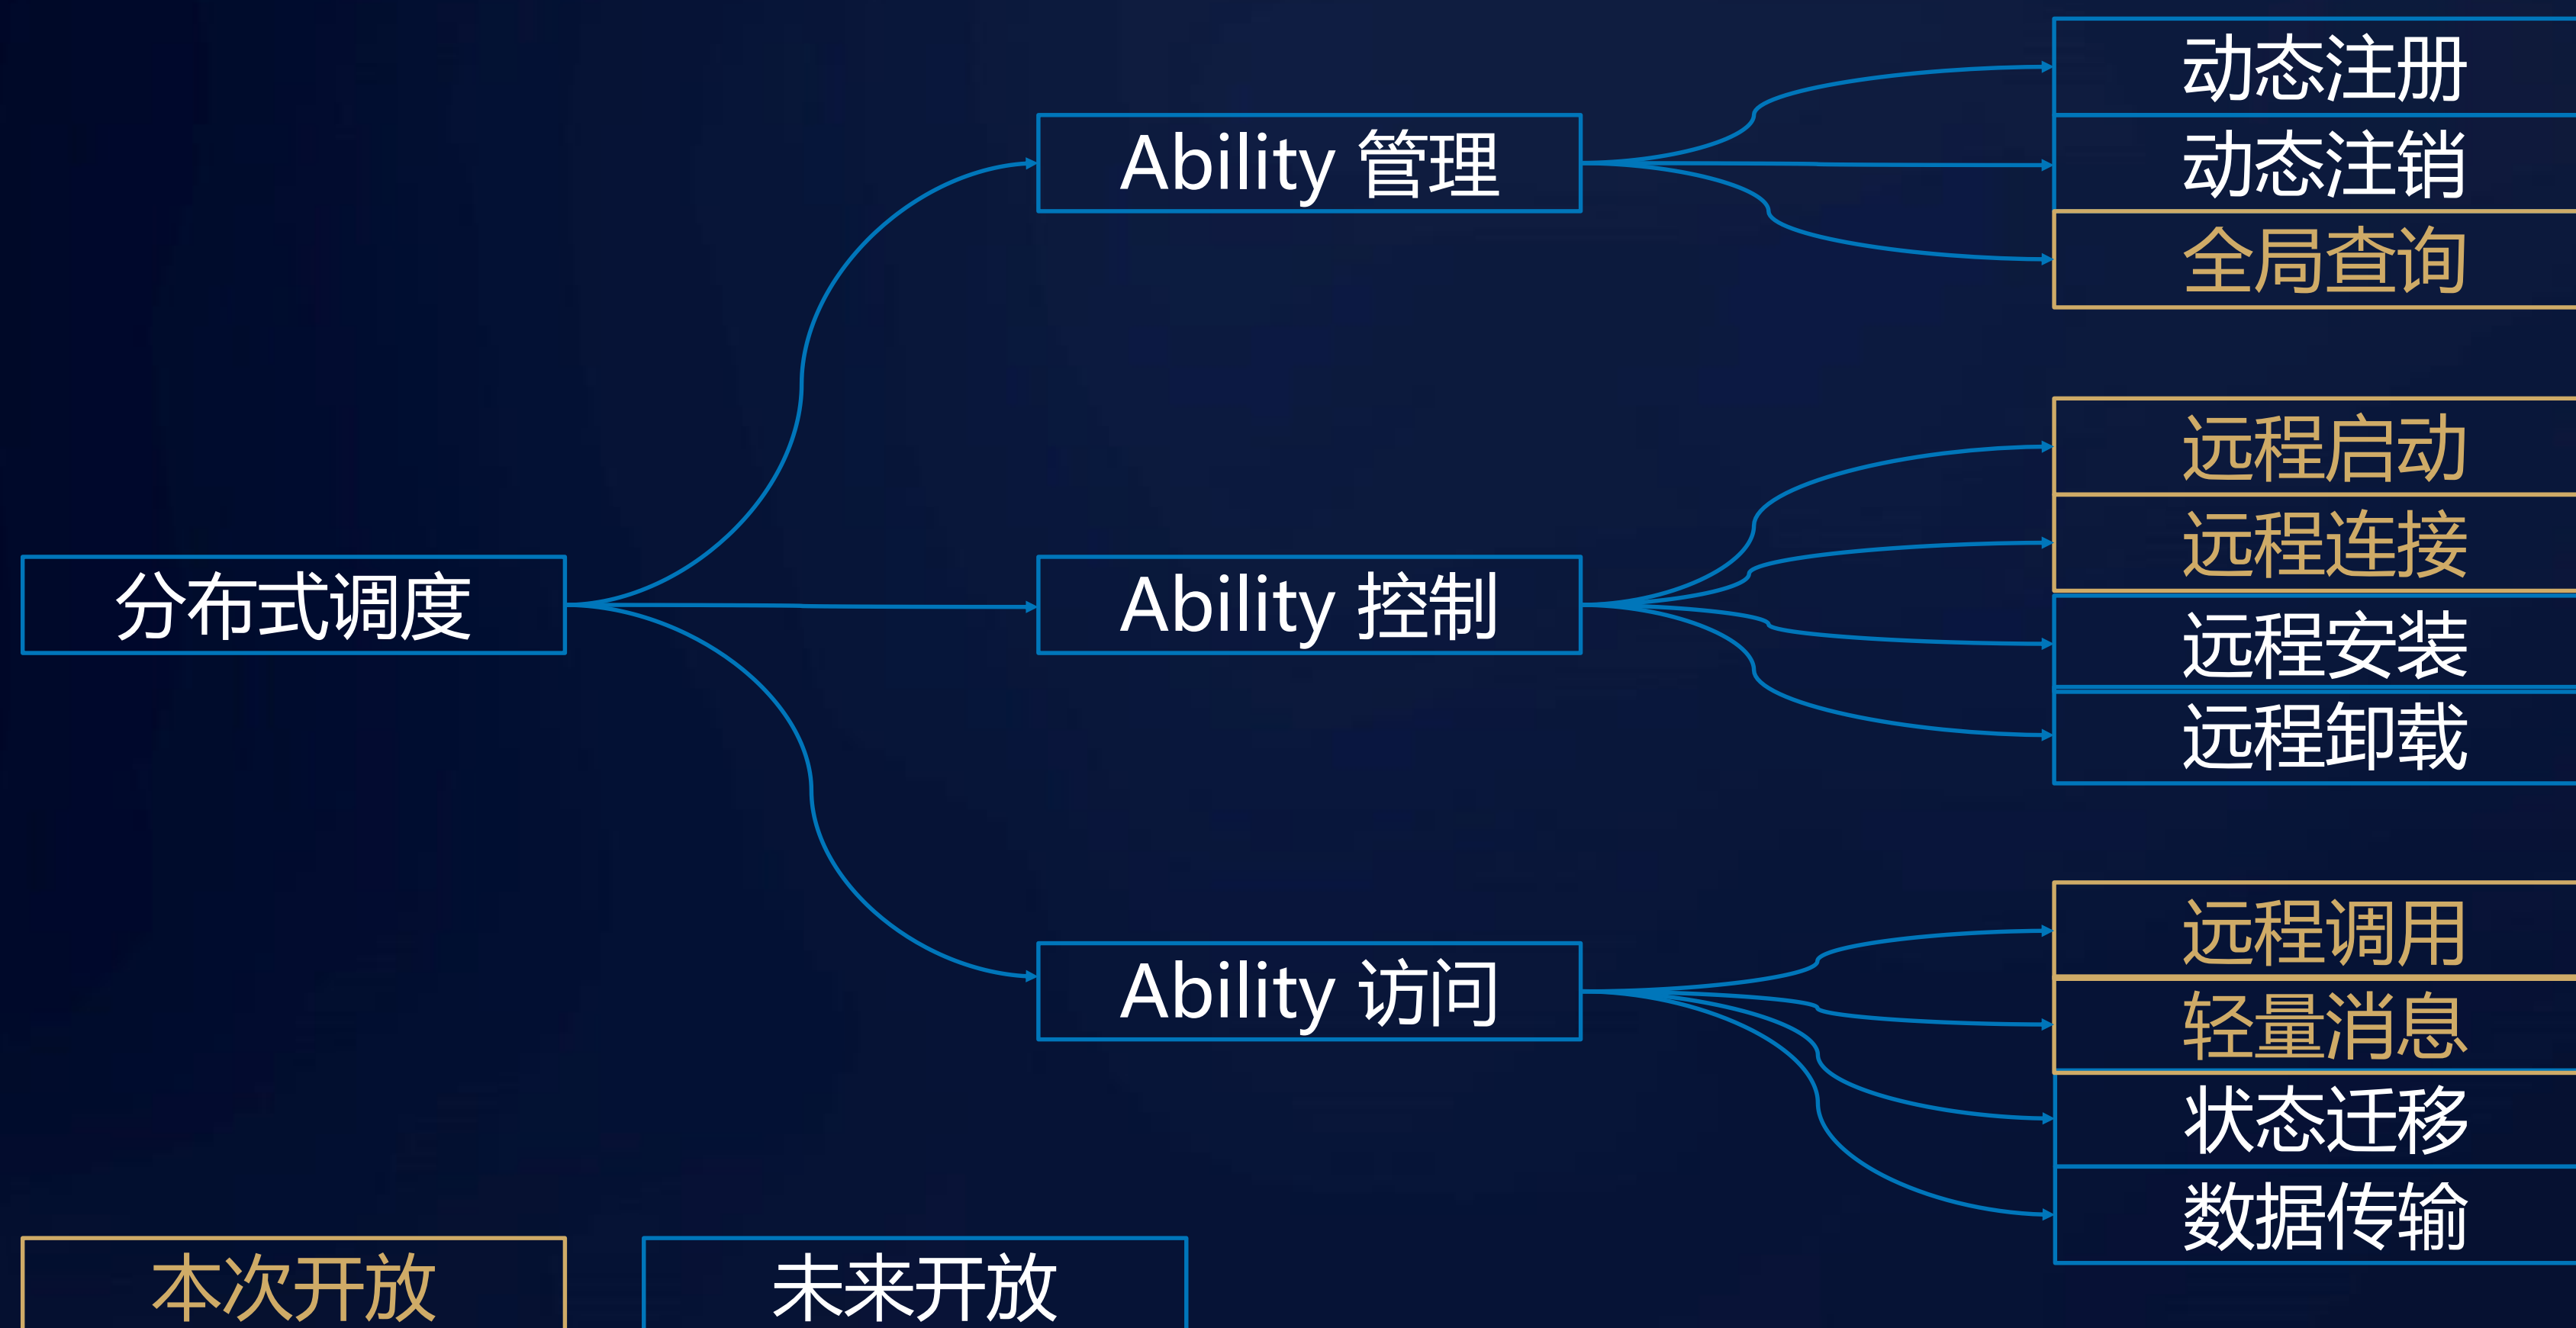 分布式调度
Ability 管理
动态注册
动态注销
全局查询
Ability 控制
远程启动
远程连接
远程安装
远程卸载
Ability 访问
远程调用
轻量消息
状态迁移
数据传输
本次开放
未来开放